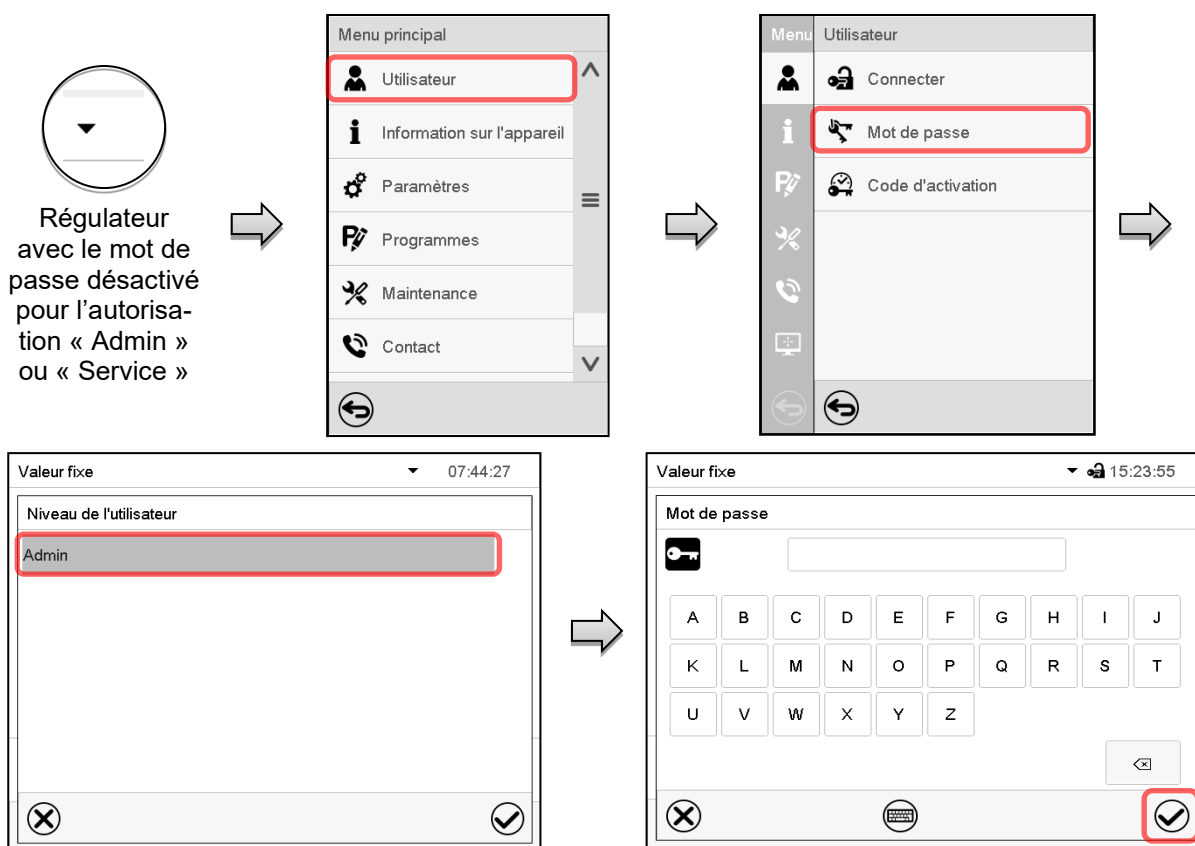 Régulateur
avec le mot de
passe désactivé
pour l’autorisa-
tion « Admin »
ou « Service »
Menu principal
Utilisateur
Information sur l'appareil
Paramètres
Programmes
Maintenance
Contact
Menu
Utilisateur
Connecter
Mot de passe
Code d'activation
Valeur fixe 07:44:27
Niveau de l'utilisateur
Admin
Valeur fixe 15:23:55
Mot de passe
A B C D E F G H I J
K L M N O P Q R S T
U V W X Y Z